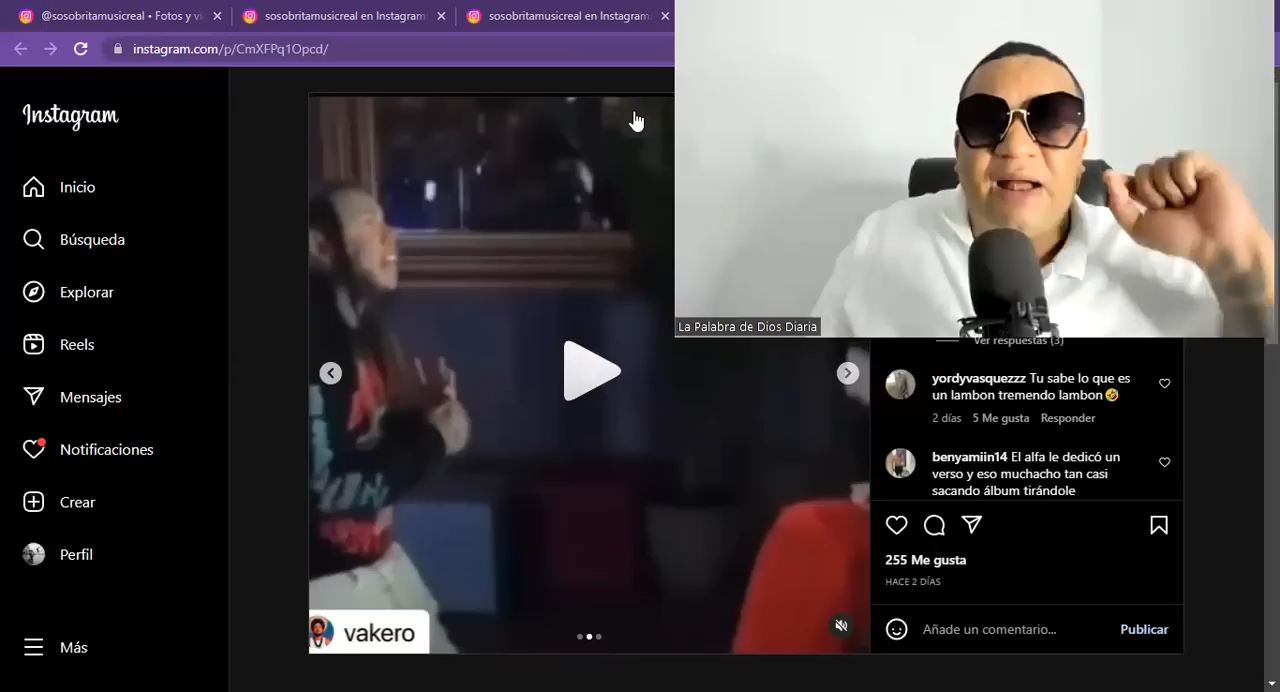 @sosobritamusicreal • Fotos y vi
sosobritamusicreal en Instagram:
sosobritamusicreal en Instagram:
instagram.com/p/CmXFPq1Opcd/
Instagram
Inicio
Búsqueda
Explorar
Reels
Mensajes
Notificaciones
Crear
Perfil
Más
vakero
La Palabra de Dios Diaria
Ver respuestas (3)
yordyvasquezzz Tu sabe lo que es
un lambon tremendo lambon🤣
2 días 5 Me gusta Responder
benyamiin14 El alfa le dedicó un
verso y eso muchacho tan casi
sacando álbum tirándole
255 Me gusta
HACE 2 DÍAS
Añade un comentario...
Publicar